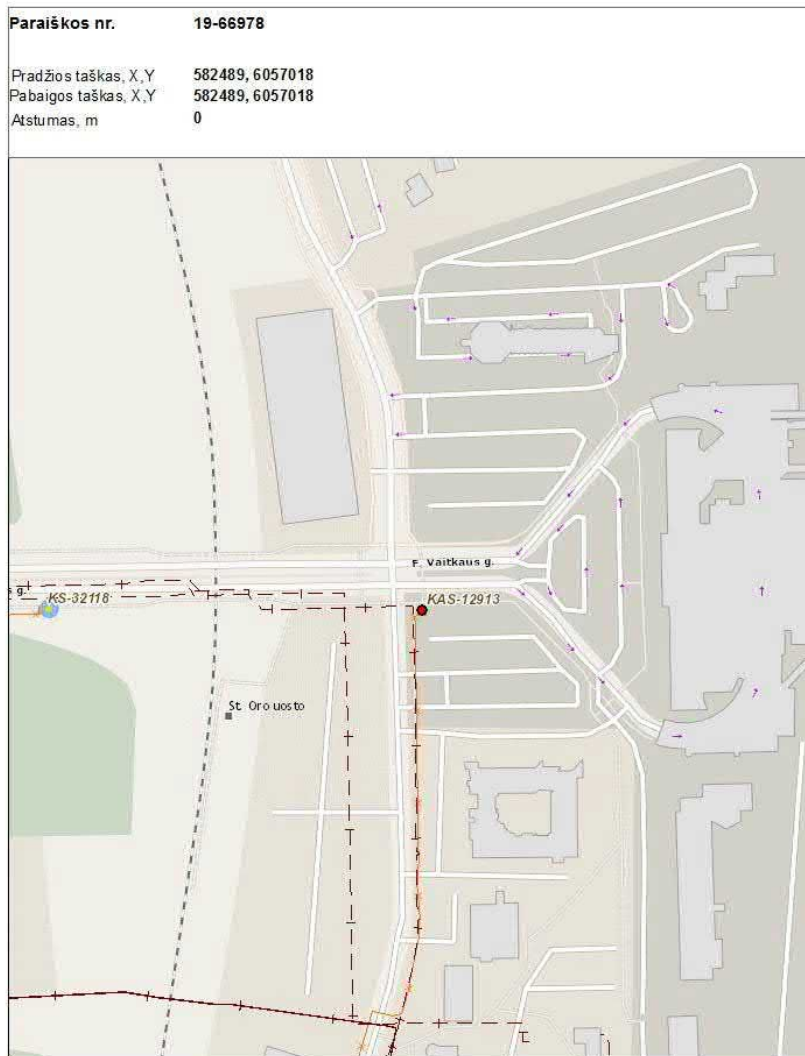 Paraiškos nr. 19-66978
Pradžios taškas, X,Y 582489, 6057018
Pabaigos taškas, X,Y 582489, 6057018
Atstumas, m 0
F. Vaitkaus g.
s g.
KS-32118
KAS-12913
St. Oro uosto